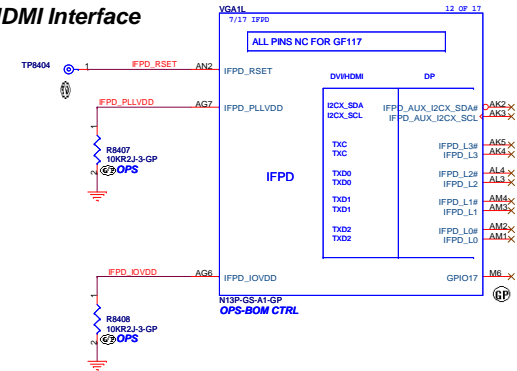 HDMI Interface
VGA1L
12 OF 17
7/17 IFPD
ALL PINS NC FOR GF117
TP8404
1
IFPD_RSET
AN2
IFPD_RSET
DVI/HDMI
DP
IFPD_PLLVDD
AG7
IFPD_PLLVDD
I2CX_SDA
IFPD_AUX_I2CX_SDA#
AK2
I2CX_SCL
IFPD_AUX_I2CX_SCL
AK3
1
R8407
10KR2J-3-GP
OPS
2
TXC
IFPD_L3#
AK5
TXC
IFPD_L3
AK4
IFPD
TXD0
IFPD_L2#
AL4
TXD0
IFPD_L2
AL3
TXD1
IFPD_L1#
AM4
TXD1
IFPD_L1
AM3
TXD2
IFPD_L0#
AM2
TXD2
IFPD_L0
AM1
IFPD_IOVDD
AG6
IFPD_IOVDD
GPIO17
M6
GP
N13P-GS-A1-GP
OPS-BOM CTRL
1
R8408
10KR2J-3-GP
OPS
2